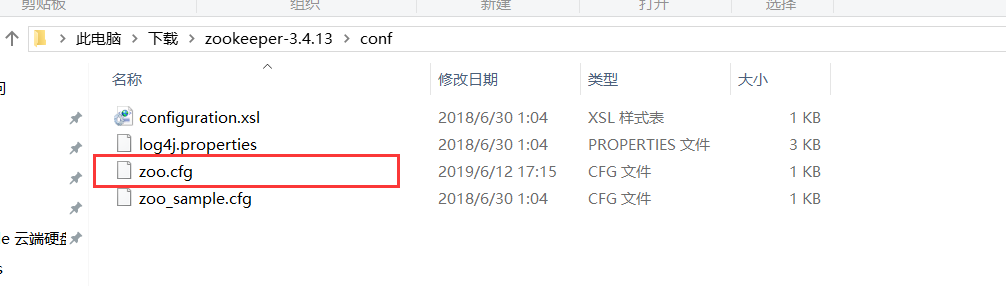 剪贴板 组织 新建 打开 选择
此电脑 > 下载 > zookeeper-3.4.13 > conf
名称 修改日期 类型 大小
configuration.xsl 2018/6/30 1:04 XSL 样式表 1 KB
log4j.properties 2018/6/30 1:04 PROPERTIES 文件 3 KB
zoo.cfg 2019/6/12 17:15 CFG 文件 1 KB
zoo_sample.cfg 2018/6/30 1:04 CFG 文件 1 KB
e 云端硬盘
s